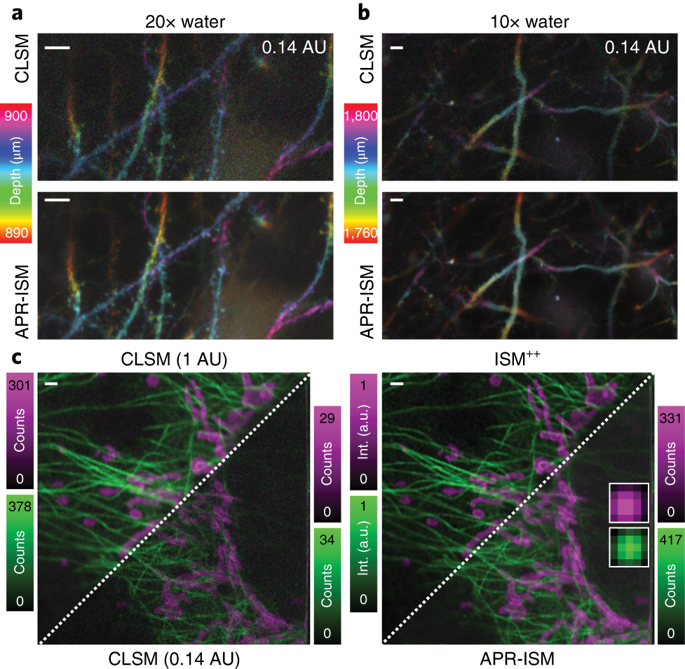 a
20× water
b
10× water
CLSM
0.14 AU
CLSM
0.14 AU
900
Depth (µm)
890
1,800
Depth (µm)
1,760
APR-ISM
APR-ISM
c
CLSM (1 AU)
ISM++
301
Counts
0
378
Counts
0
29
Counts
0
34
Counts
0
1
Int. (a.u.)
0
1
Int. (a.u.)
0
331
Counts
0
417
Counts
0
CLSM (0.14 AU)
APR-ISM